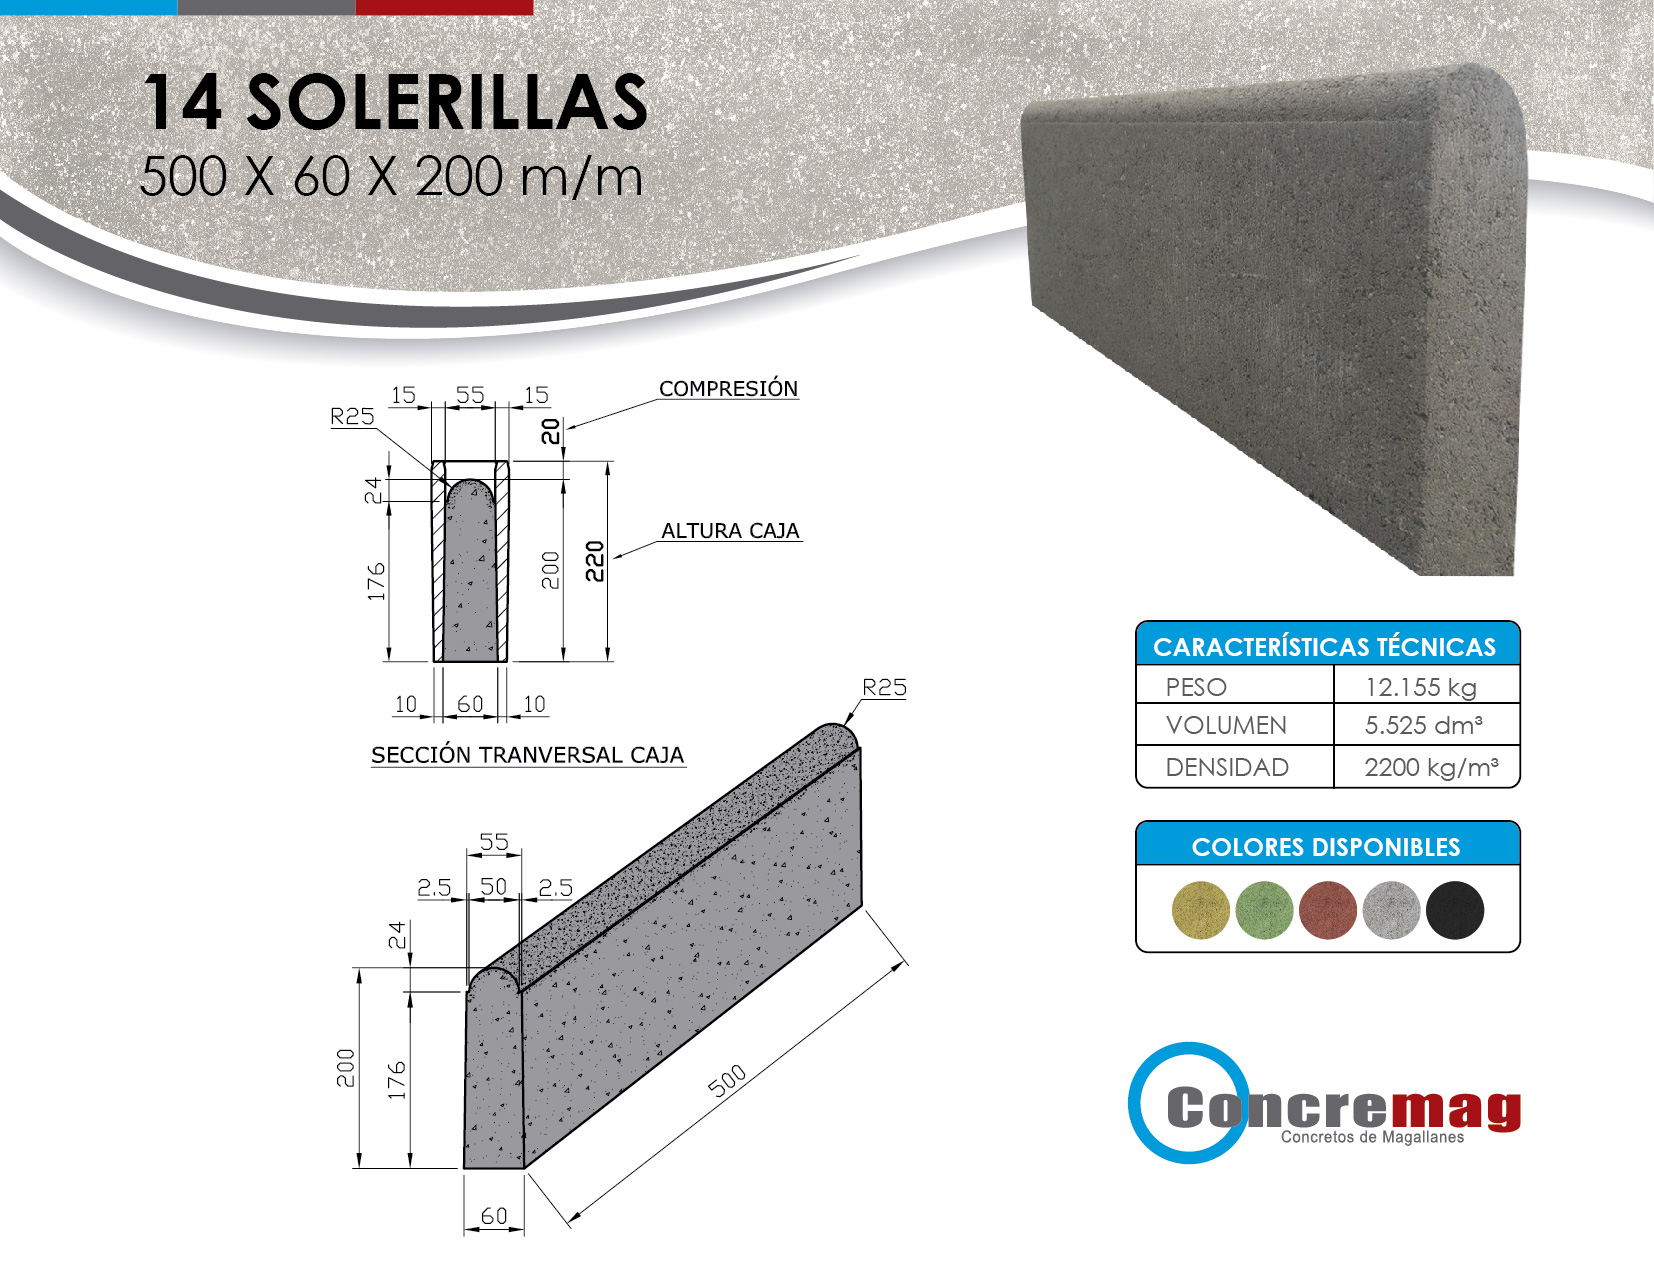 14 SOLERILLAS
500 X 60 X 200 m/m
15 55 15
COMPRESIÓN
R25
20
24
ALTURA CAJA
176
200
220
10 60 10
SECCIÓN TRANVERSAL CAJA
R25
55
2.5 50 2.5
24
200
176
500
60
CARACTERÍSTICAS TÉCNICAS
PESO 12.155 kg
VOLUMEN 5.525 dm³
DENSIDAD 2200 kg/m³
COLORES DISPONIBLES
Concremag
Concretos de Magallanes